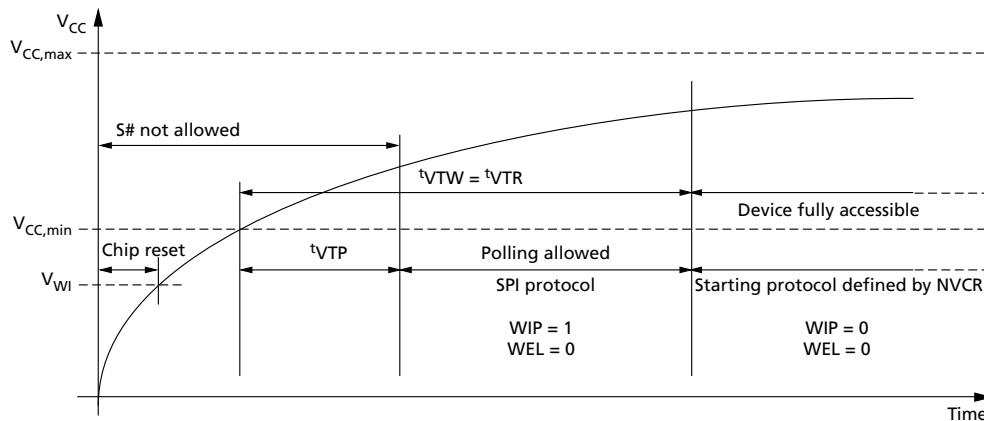 VCC
VCC,max
S# not allowed
tVTW = tVTR
Device fully accessible
VCC,min
Chip reset
tVTP
Polling allowed
VWI
SPI protocol
Starting protocol defined by NVCR
WIP = 1
WIP = 0
WEL = 0
WEL = 0
Time